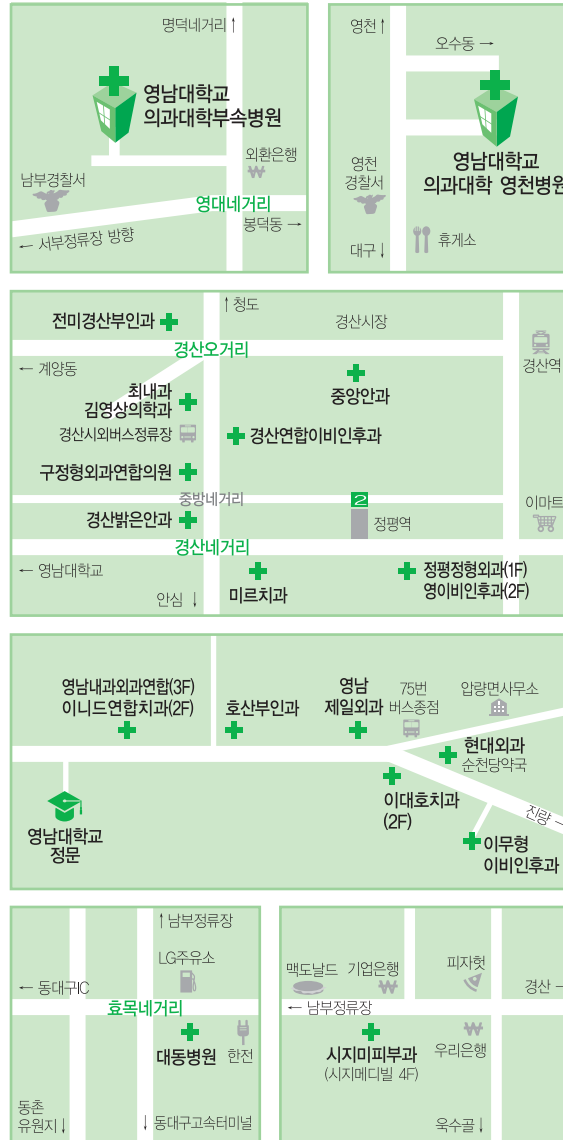 명덕네거리 ↑
영남대학교
의과대학부속병원
외환은행
남부경찰서
영대네거리
봉덕동 →
← 서부정류장 방향
영천 ↑
오수동 →
영남대학교
의과대학 영천병원
영천
경찰서
대구 ↓
휴게소
↑ 청도
전미경산부인과
경산시장
경산오거리
← 계양동
경산역
최내과
김영상의학과
중앙안과
경산시외버스정류장
경산연합이비인후과
구정형외과연합의원
중방네거리
2
이마트
경산밝은안과
정평역
경산네거리
← 영남대학교
안심 ↓
미르치과
정평정형외과(1F)
영이비인후과(2F)
영남내과외과연합(3F)
이니드연합치과(2F)
호산부인과
영남
제일외과
75번
버스종점
압량면사무소
현대외과
순천당약국
이대호치과
(2F)
진량 →
영남대학교
정문
이무형
이비인후과
↑ 남부정류장
LG주유소
← 동대구IC
효목네거리
대동병원
한전
동촌
유원지 ↓
↓ 동대구고속터미널
맥도날드
기업은행
피자헛
경산 →
← 남부정류장
시지미피부과
(시지메디빌 4F)
우리은행
욱수골 ↓